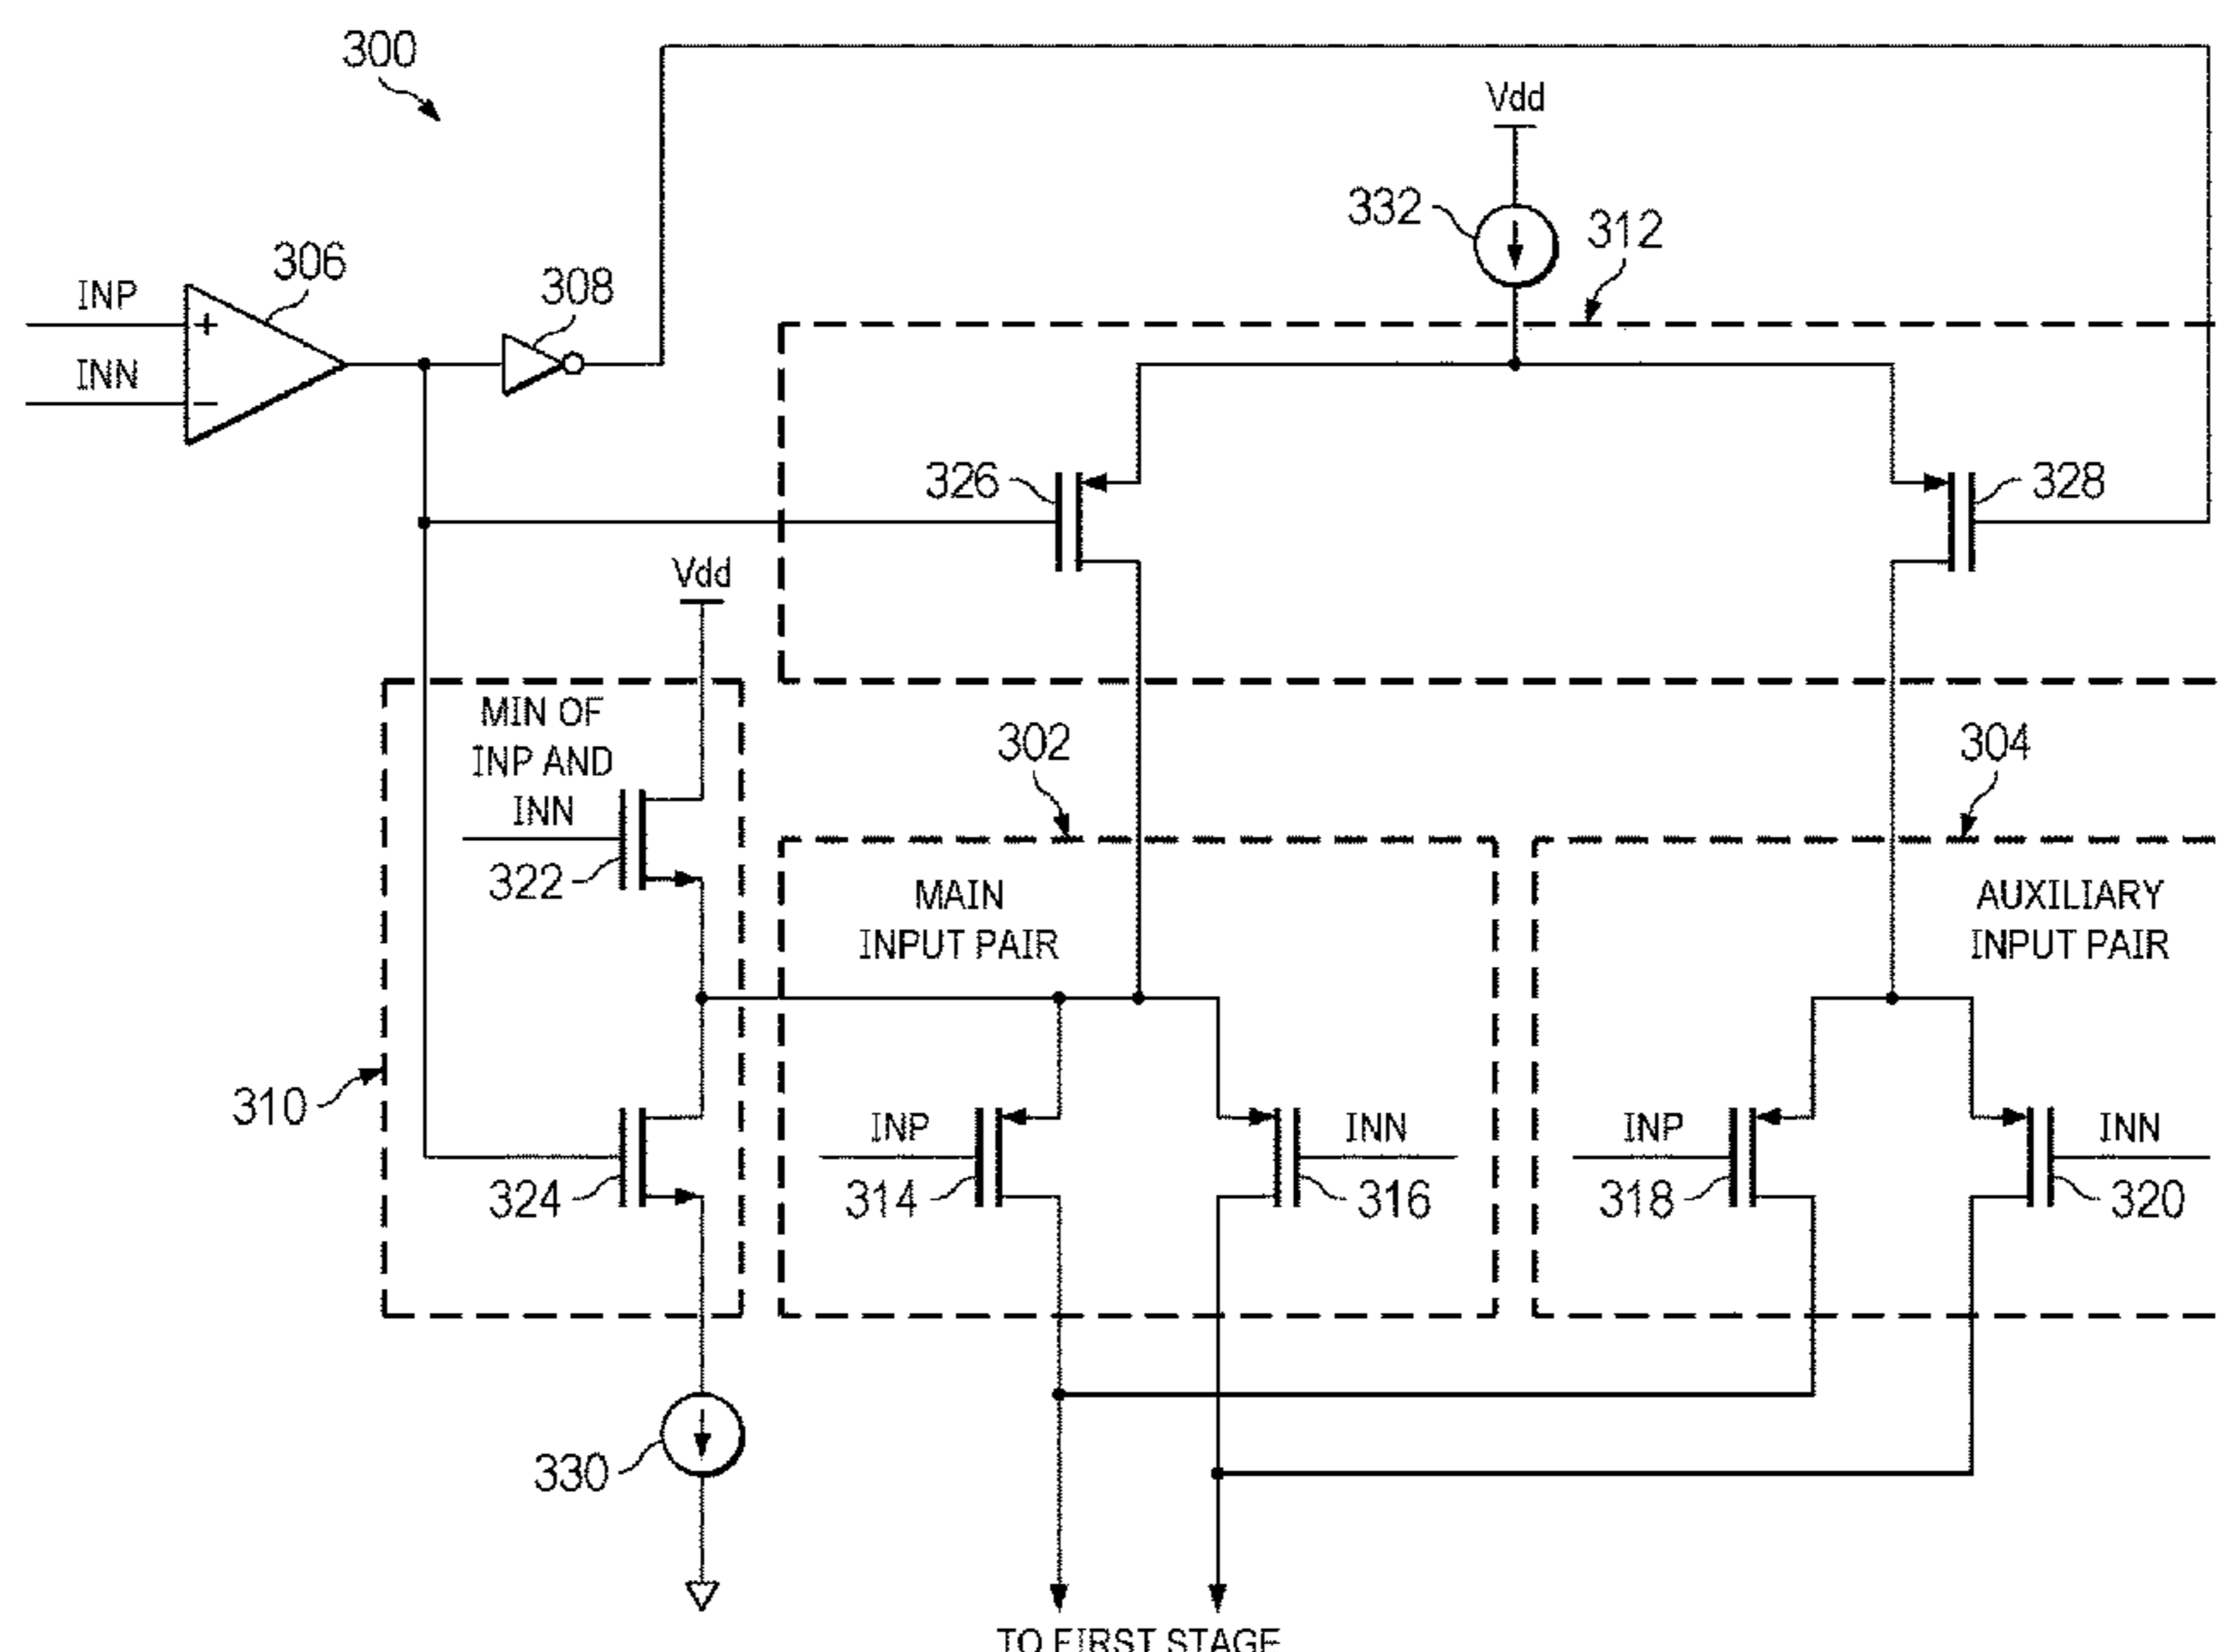 300
Vdd
332
312
306
308
INP
+
INN
−
326
328
Vdd
MIN OF
INP AND
INN
302
304
322
MAIN
INPUT PAIR
AUXILIARY
INPUT PAIR
310
INP
INN
INP
INN
324
314
316
318
320
330
TO FIRST STAGE